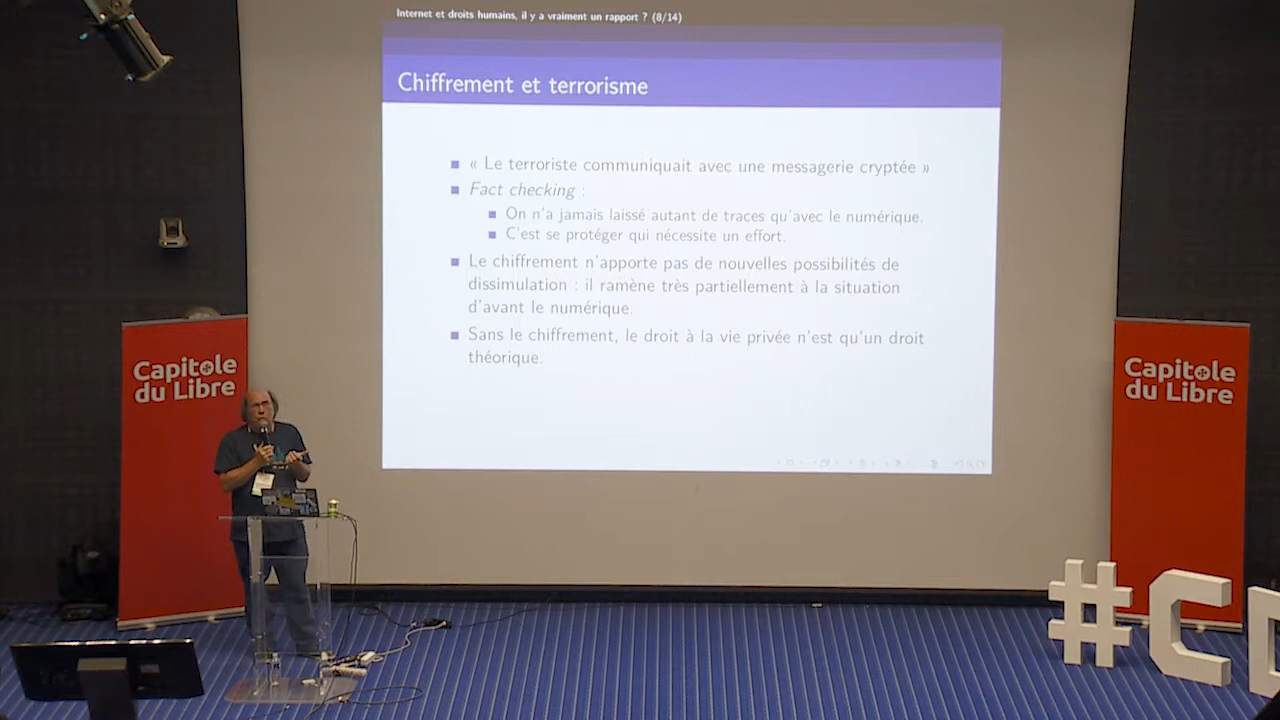 Internet et droits humains, il y a vraiment un rapport ? (8/14)
Chiffrement et terrorisme
« Le terroriste communiquait avec une messagerie cryptée »
Fact checking :
On n'a jamais laissé autant de traces qu'avec le numérique.
C'est se protéger qui nécessite un effort.
Le chiffrement n'apporte pas de nouvelles possibilités de
dissimulation : il ramène très partiellement à la situation
d'avant le numérique.
Sans le chiffrement, le droit à la vie privée n'est qu'un droit
théorique.
Capitole
du Libre
Capitole
du Libre
#C